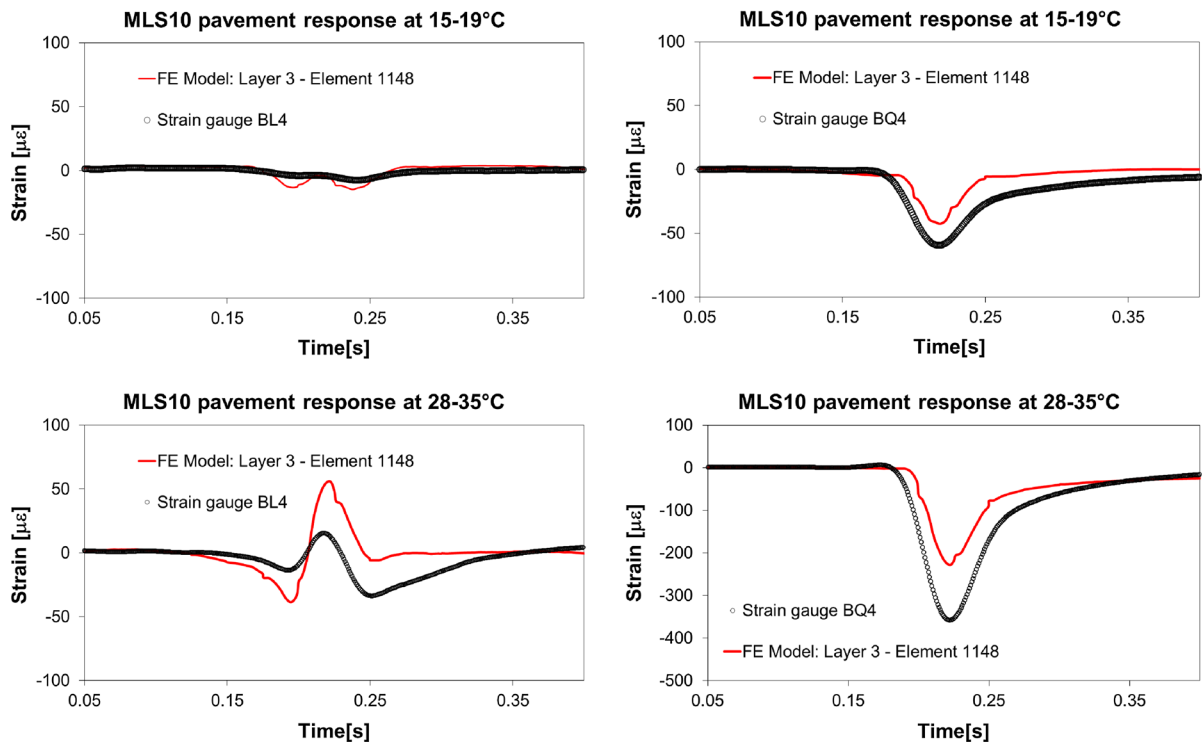 MLS10 pavement response at 15-19°C
100
50
0
-50
-100
Strain [µε]
FE Model: Layer 3 - Element 1148
Strain gauge BL4
0.05
0.15
0.25
0.35
Time[s]
MLS10 pavement response at 15-19°C
100
50
0
-50
-100
Strain [µε]
FE Model: Layer 3 - Element 1148
Strain gauge BQ4
0.05
0.15
0.25
0.35
Time[s]
MLS10 pavement response at 28-35°C
100
50
0
-50
-100
Strain [µε]
FE Model: Layer 3 - Element 1148
Strain gauge BL4
0.05
0.15
0.25
0.35
Time[s]
MLS10 pavement response at 28-35°C
100
0
-100
-200
-300
-400
-500
Strain [µε]
Strain gauge BQ4
FE Model: Layer 3 - Element 1148
0.05
0.15
0.25
0.35
Time[s]